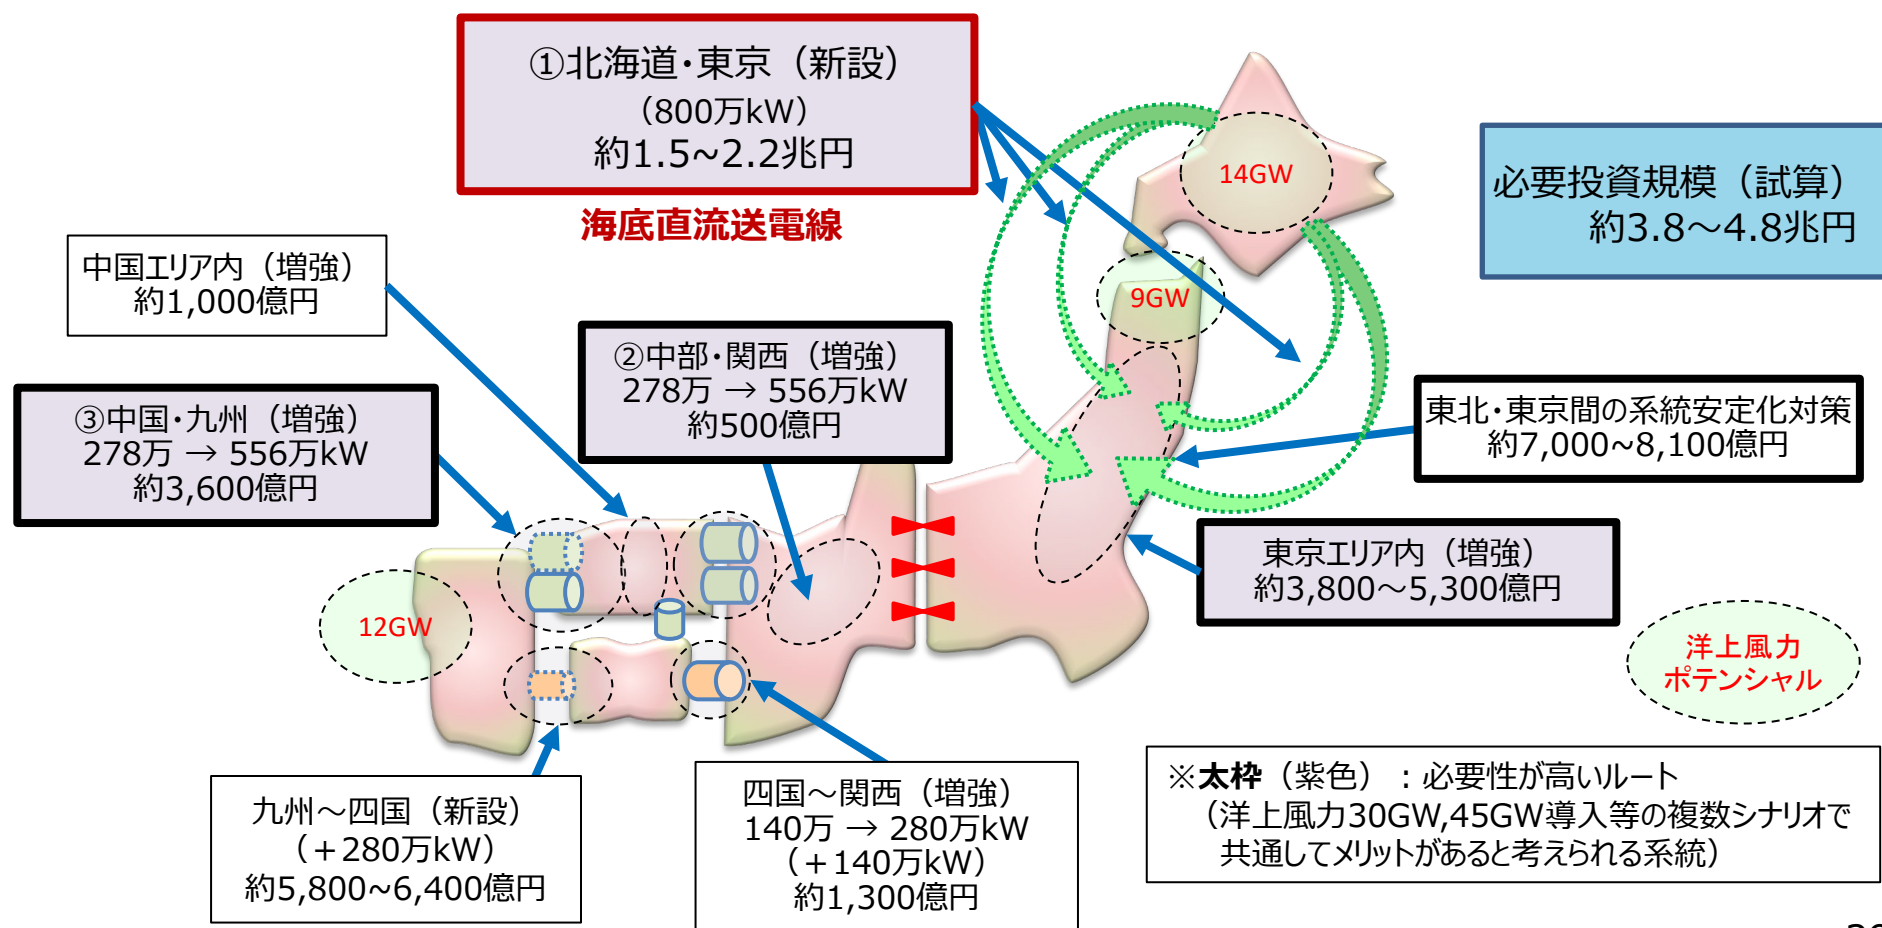 ①北海道・東京（新設）
（800万kW）
約1.5~2.2兆円
海底直流送電線
14GW
9GW
必要投資規模（試算）
約3.8～4.8兆円
中国エリア内（増強）
約1,000億円
②中部・関西（増強）
278万 → 556万kW
約500億円
③中国・九州（増強）
278万 → 556万kW
約3,600億円
東北・東京間の系統安定化対策
約7,000~8,100億円
東京エリア内（増強）
約3,800～5,300億円
12GW
洋上風力
ポテンシャル
九州～四国（新設）
（＋280万kW）
約5,800~6,400億円
四国～関西（増強）
140万 → 280万kW
（＋140万kW）
約1,300億円
※太枠（紫色）：必要性が高いルート
（洋上風力30GW,45GW導入等の複数シナリオで
共通してメリットがあると考えられる系統）